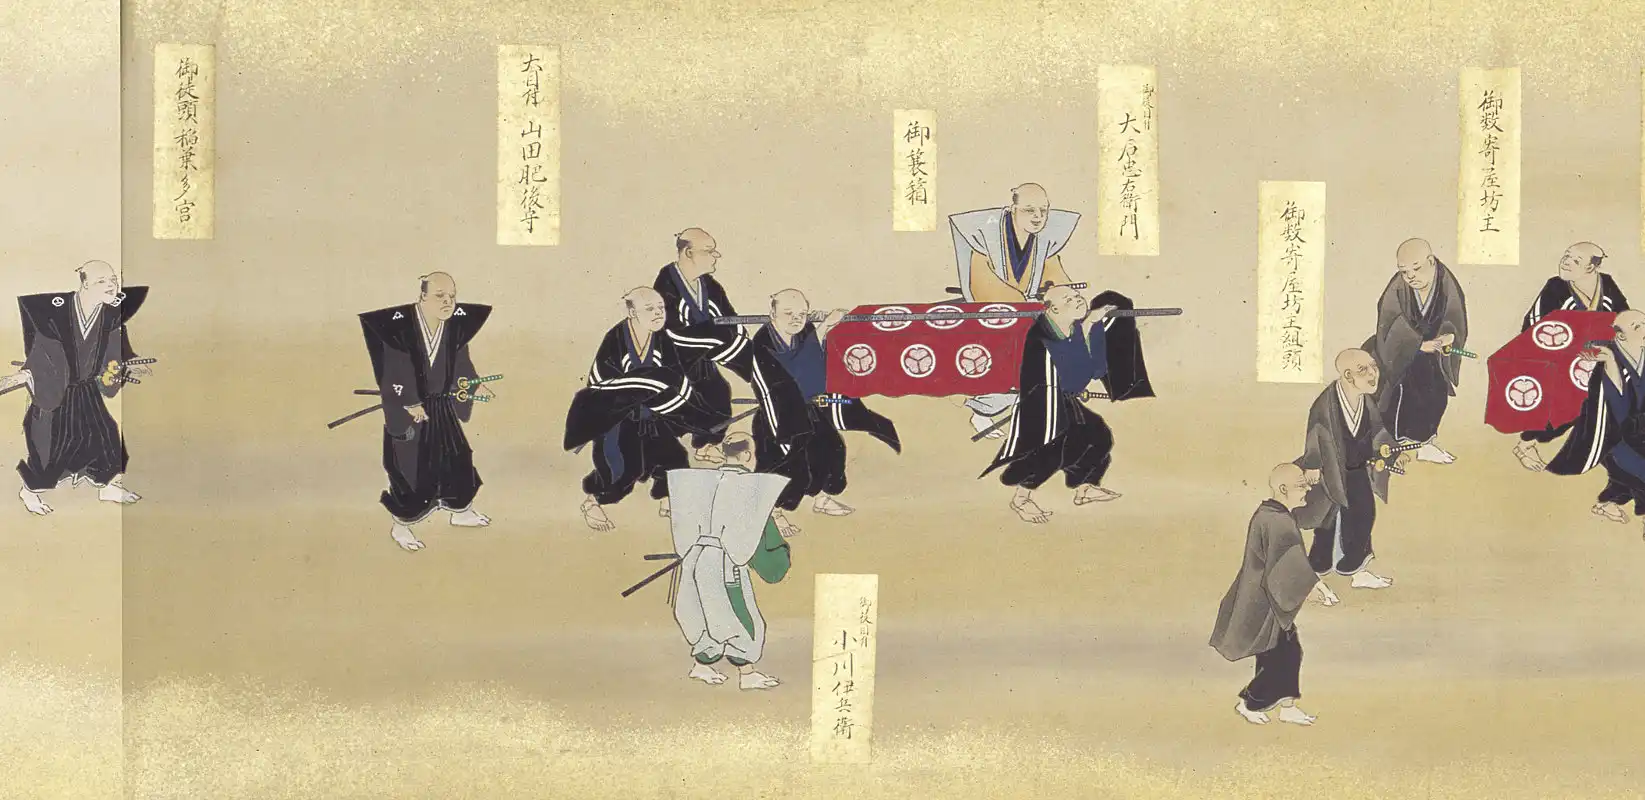 御数寄屋坊主
御数寄屋坊主組頭
御徒目付
大石忠右衛門
御簑箱
御徒目付
小川伊兵衛
大目付 山田肥後守
御徒頭 稲葉多宮